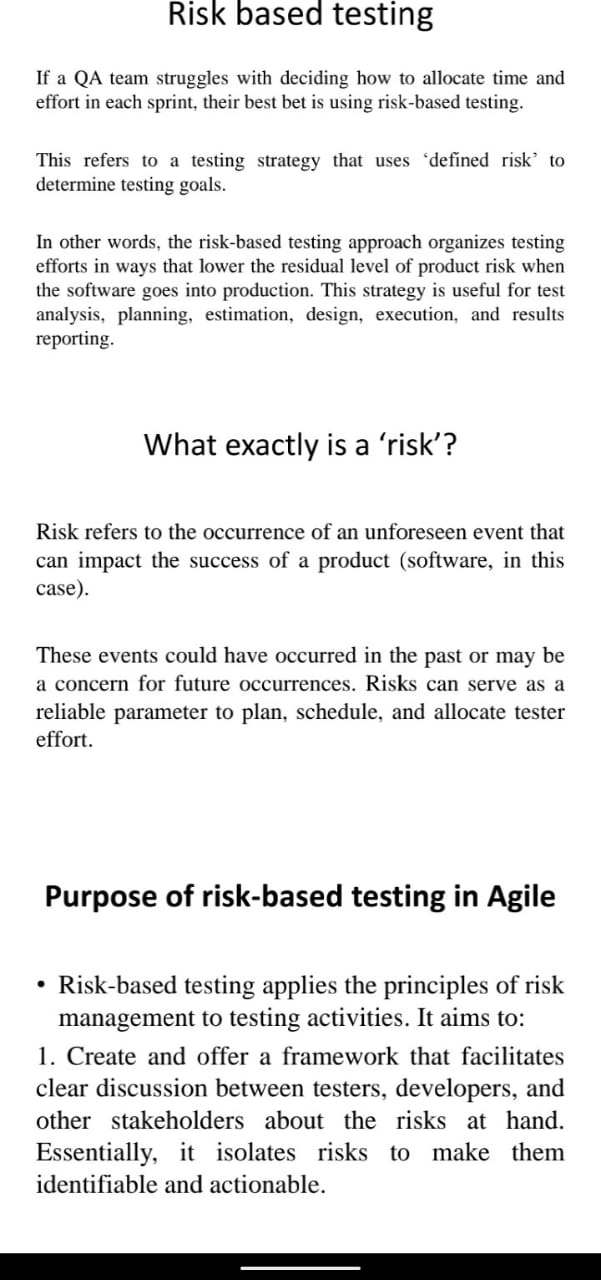 Risk based testing
If a QA team struggles with deciding how to allocate time and
effort in each sprint, their best bet is using risk-based testing.
This refers to a testing strategy that uses ‘defined risk’ to
determine testing goals.
In other words, the risk-based testing approach organizes testing
efforts in ways that lower the residual level of product risk when
the software goes into production. This strategy is useful for test
analysis, planning, estimation, design, execution, and results
reporting.
What exactly is a ‘risk’?
Risk refers to the occurrence of an unforeseen event that
can impact the success of a product (software, in this
case).
These events could have occurred in the past or may be
a concern for future occurrences. Risks can serve as a
reliable parameter to plan, schedule, and allocate tester
effort.
Purpose of risk-based testing in Agile
• Risk-based testing applies the principles of risk
management to testing activities. It aims to:
1. Create and offer a framework that facilitates
clear discussion between testers, developers, and
other stakeholders about the risks at hand.
Essentially, it isolates risks to make them
identifiable and actionable.